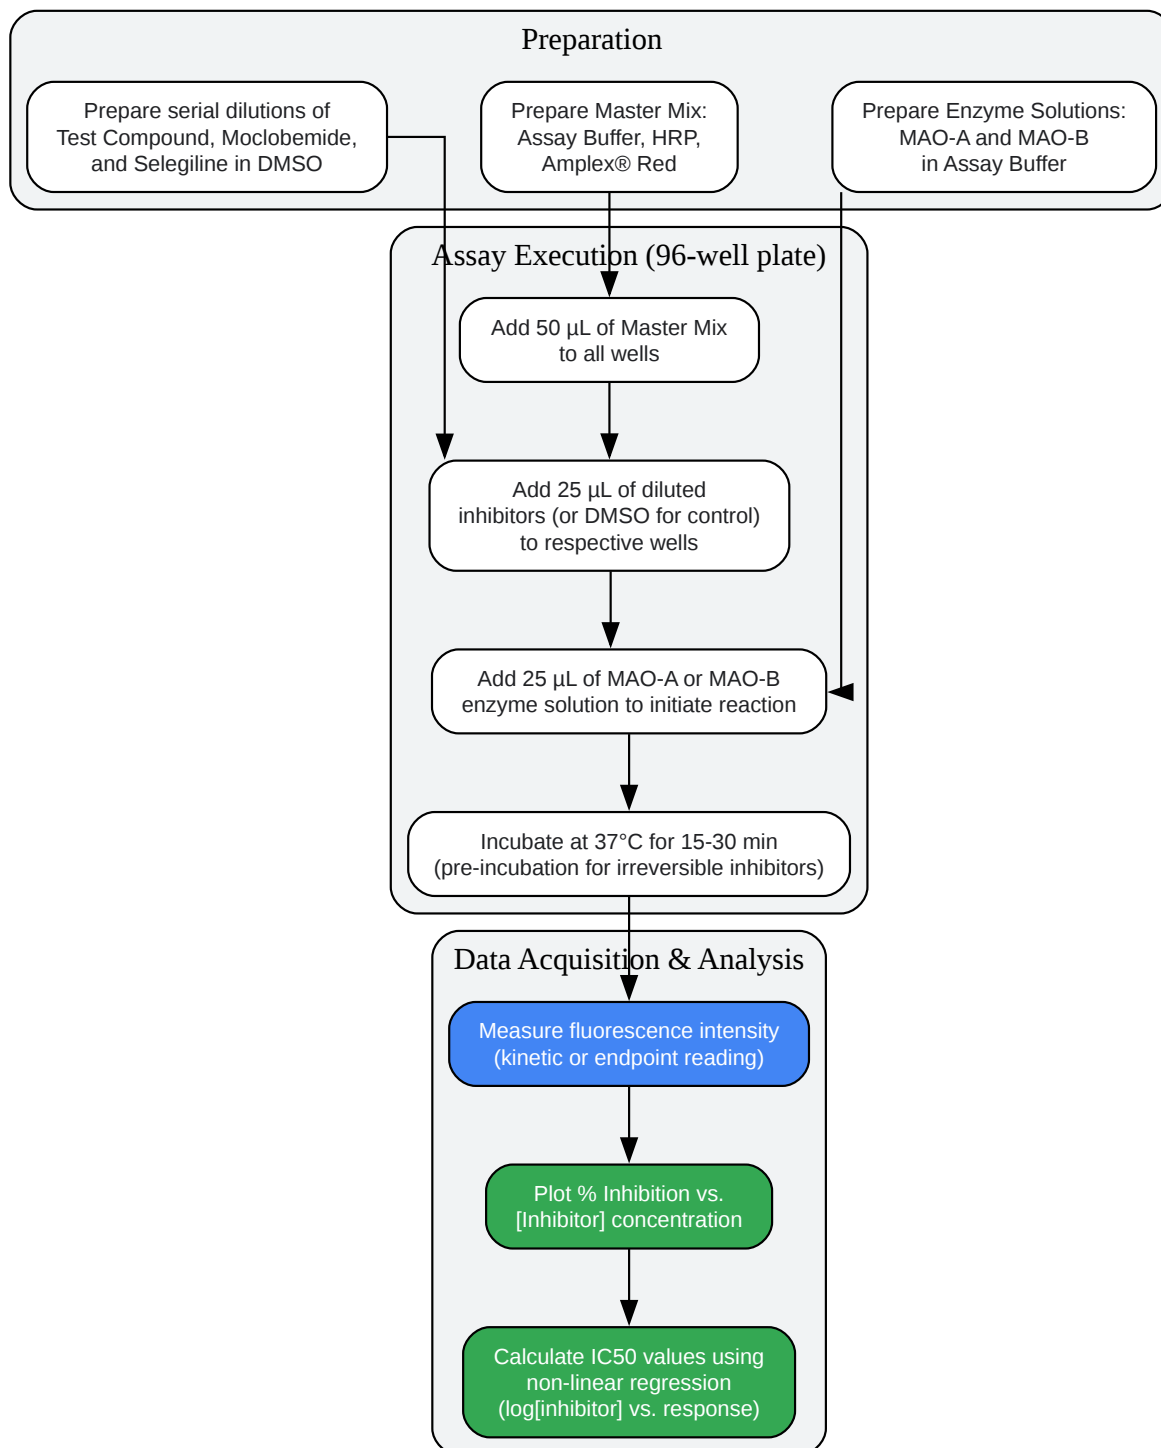 Preparation
Prepare serial dilutions of
Test Compound, Moclobemide,
and Selegiline in DMSO
Prepare Master Mix:
Assay Buffer, HRP,
Amplex® Red
Prepare Enzyme Solutions:
MAO-A and MAO-B
in Assay Buffer
Assay Execution (96-well plate)
Add 50 µL of Master Mix
to all wells
Add 25 µL of diluted
inhibitors (or DMSO for control)
to respective wells
Add 25 µL of MAO-A or MAO-B
enzyme solution to initiate reaction
Incubate at 37°C for 15-30 min
(pre-incubation for irreversible inhibitors)
Data Acquisition & Analysis
Measure fluorescence intensity
(kinetic or endpoint reading)
Plot % Inhibition vs.
[Inhibitor] concentration
Calculate IC50 values using
non-linear regression
(log[inhibitor] vs. response)